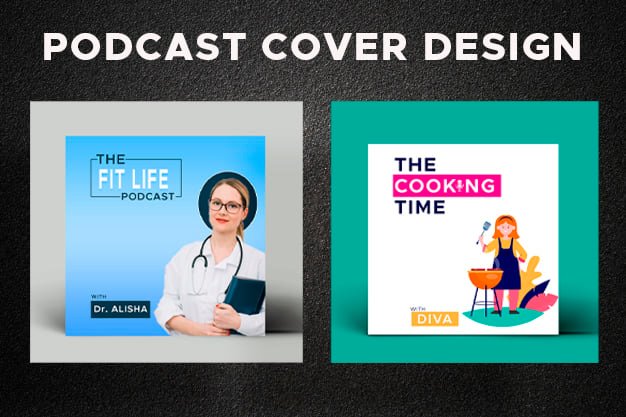 PODCAST COVER DESIGN
THE
FIT LIFE
PODCAST
WITH
Dr. ALISHA
THE
COOKING
TIME
WITH
DIVA